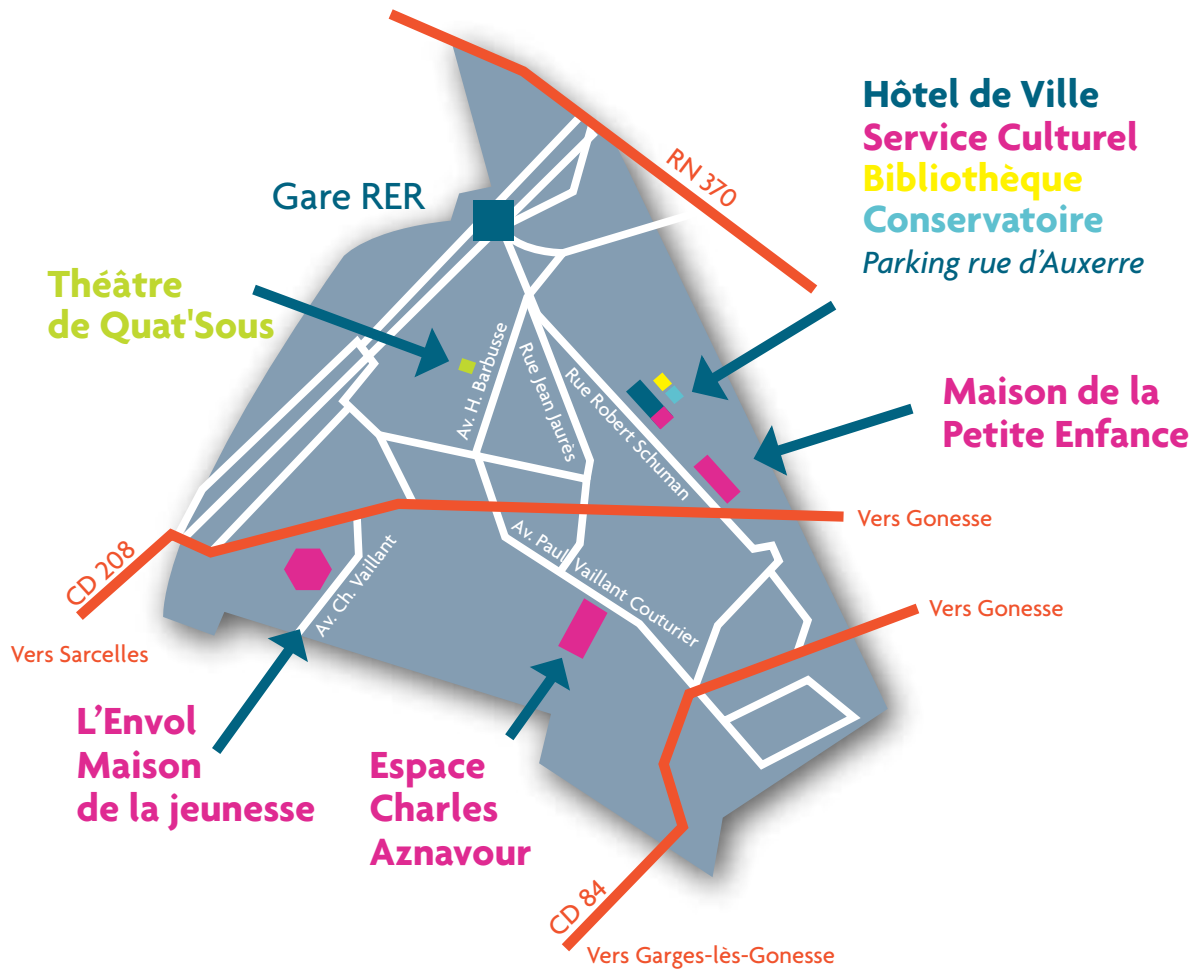 Hôtel de Ville
Service Culturel
Bibliothèque
Conservatoire
Parking rue d'Auxerre
RN 370
Gare RER
Théâtre
de Quat'Sous
Av. H. Barbusse
Rue Jean Jaurès
Rue Robert Schuman
Maison de la
Petite Enfance
Vers Gonesse
CD 208
Av. Ch. Vaillant
Av. Paul Vaillant Couturier
Vers Gonesse
Vers Sarcelles
L'Envol
Maison
de la jeunesse
Espace
Charles
Aznavour
CD 84
Vers Garges-lès-Gonesse